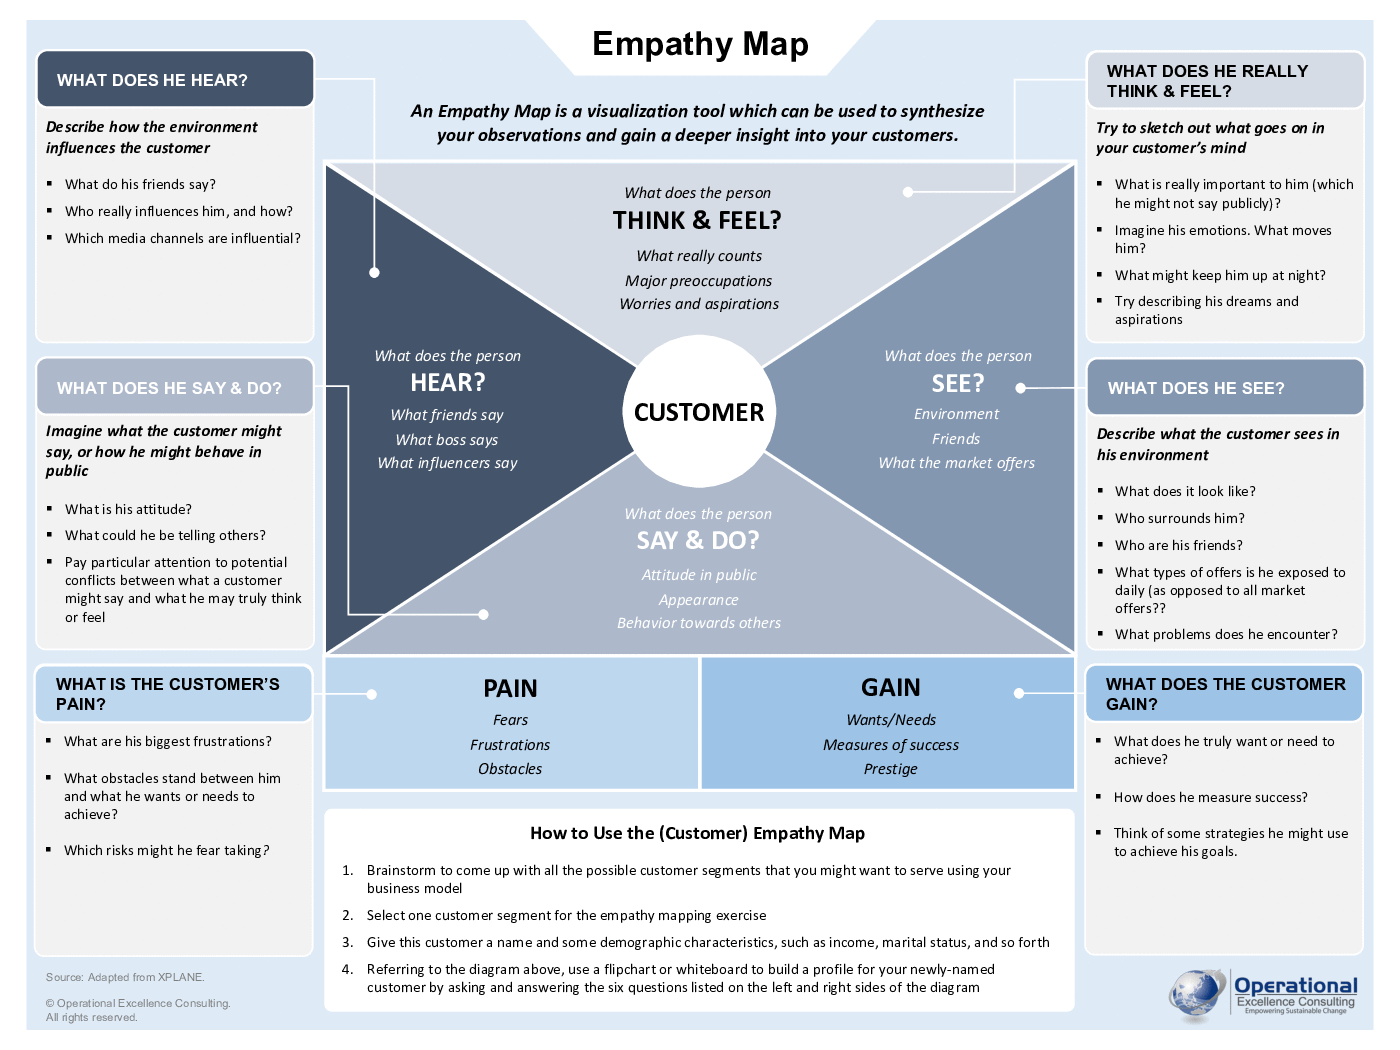 Empathy Map
An Empathy Map is a visualization tool which can be used to synthesize
your observations and gain a deeper insight into your customers.
WHAT DOES HE HEAR?
Describe how the environment
influences the customer
▪ What do his friends say?
▪ Who really influences him, and how?
▪ Which media channels are influential?
WHAT DOES HE SAY & DO?
Imagine what the customer might
say, or how he might behave in
public
▪ What is his attitude?
▪ What could he be telling others?
▪ Pay particular attention to potential
conflicts between what a customer
might say and what he may truly think
or feel
WHAT IS THE CUSTOMER'S
PAIN?
▪ What are his biggest frustrations?
▪ What obstacles stand between him
and what he wants or needs to
achieve?
▪ Which risks might he fear taking?
What does the person
THINK & FEEL?
What really counts
Major preoccupations
Worries and aspirations
What does the person
HEAR?
What friends say
What boss says
What influencers say
CUSTOMER
What does the person
SEE?
Environment
Friends
What the market offers
What does the person
SAY & DO?
Attitude in public
Appearance
Behavior towards others
PAIN
Fears
Frustrations
Obstacles
GAIN
Wants/Needs
Measures of success
Prestige
How to Use the (Customer) Empathy Map
1. Brainstorm to come up with all the possible customer segments that you might want to serve using your
business model
2. Select one customer segment for the empathy mapping exercise
3. Give this customer a name and some demographic characteristics, such as income, marital status, and so forth
4. Referring to the diagram above, use a flipchart or whiteboard to build a profile for your newly-named
customer by asking and answering the six questions listed on the left and right sides of the diagram
WHAT DOES HE REALLY
THINK & FEEL?
Try to sketch out what goes on in
your customer's mind
▪ What is really important to him (which
he might not say publicly)?
▪ Imagine his emotions. What moves
him?
▪ What might keep him up at night?
▪ Try describing his dreams and
aspirations
WHAT DOES HE SEE?
Describe what the customer sees in
his environment
▪ What does it look like?
▪ Who surrounds him?
▪ Who are his friends?
▪ What types of offers is he exposed to
daily (as opposed to all market
offers??
▪ What problems does he encounter?
WHAT DOES THE CUSTOMER
GAIN?
▪ What does he truly want or need to
achieve?
▪ How does he measure success?
▪ Think of some strategies he might use
to achieve his goals.
Source: Adapted from XPLANE.
© Operational Excellence Consulting.
All rights reserved.
Operational
Excellence Consulting
Empowering Sustainable Change